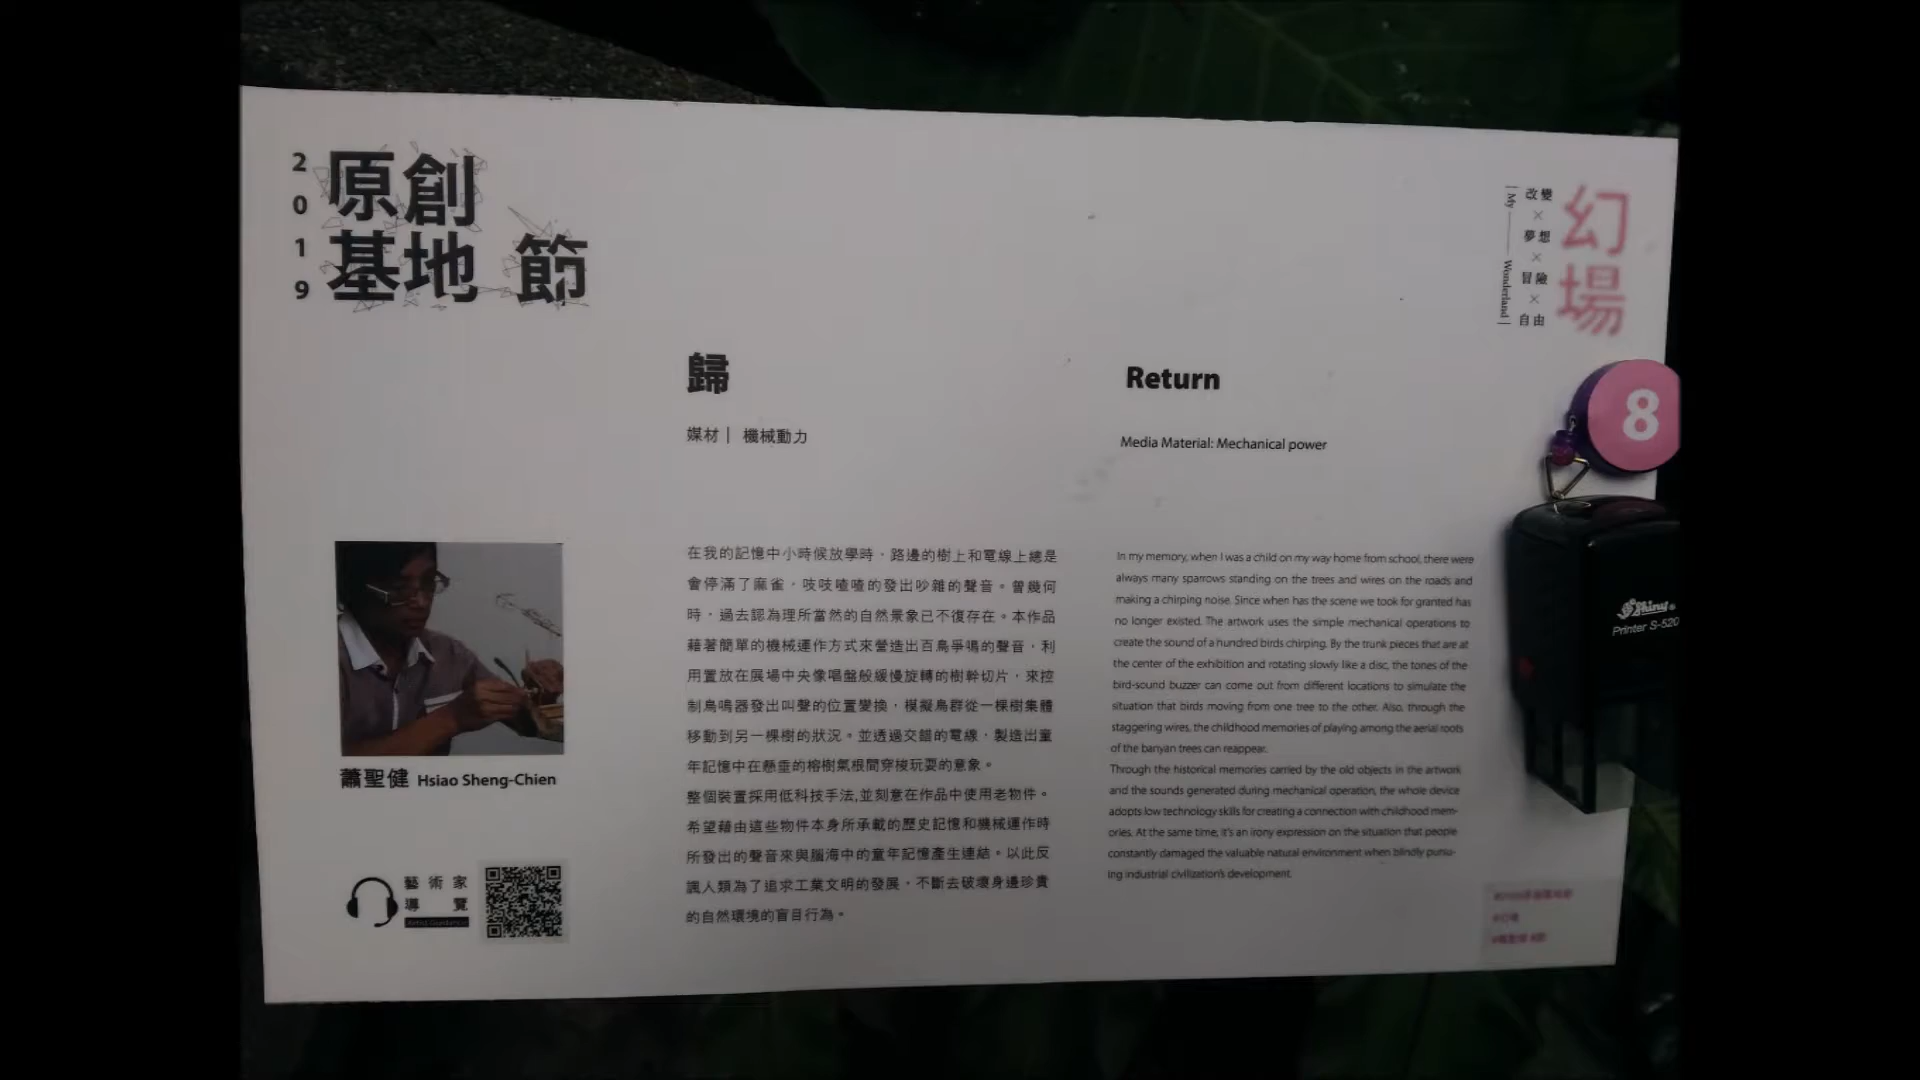 2019
原創
基地 節
幻場
改變
×
夢想
×
冒險
×
自由
| My —— Wonderland |
歸
媒材｜ 機械動力
Return
Media Material: Mechanical power
8
Shiny
Printer S-520
在我的記憶中小時候放學時，路邊的樹上和電線上總是
會停滿了麻雀，吱吱喳喳的發出吵雜的聲音。曾幾何
時，過去認為理所當然的自然景象已不復存在。本作品
藉著簡單的機械運作方式來營造出百鳥爭鳴的聲音，利
用置放在展場中央像唱盤般緩慢旋轉的樹幹切片，來控
制鳥鳴器發出叫聲的位置變換，模擬鳥群從一棵樹集體
移動到另一棵樹的狀況。並透過交錯的電線，製造出童
年記憶中在懸垂的榕樹氣根間穿梭玩耍的意象。
整個裝置採用低科技手法,並刻意在作品中使用老物件。
希望藉由這些物件本身所承載的歷史記憶和機械運作時
所發出的聲音來與腦海中的童年記憶產生連結。以此反
諷人類為了追求工業文明的發展，不斷去破壞身邊珍貴
的自然環境的盲目行為。
In my memory, when I was a child on my way home from school, there were
always many sparrows standing on the trees and wires on the roads and
making a chirping noise. Since when has the scene we took for granted has
no longer existed. The artwork uses the simple mechanical operations to
create the sound of a hundred birds chirping. By the trunk pieces that are at
the center of the exhibition and rotating slowly like a disc, the tones of the
bird-sound buzzer can come out from different locations to simulate the
situation that birds moving from one tree to the other. Also, through the
staggering wires, the childhood memories of playing among the aerial roots
of the banyan trees can reappear.
Through the historical memories carried by the old objects in the artwork
and the sounds generated during mechanical operation, the whole device
adopts low technology skills for creating a connection with childhood mem-
ories. At the same time, it's an irony expression on the situation that people
constantly damaged the valuable natural environment when blindly pursu-
ing industrial civilization's development.
蕭聖健 Hsiao Sheng-Chien
藝術家
導覽
Artist Guidance